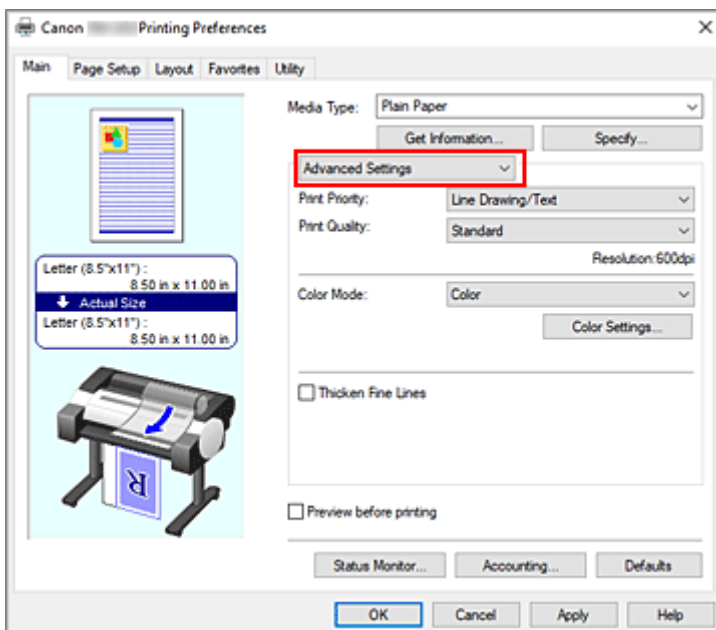 Canon Printing Preferences
Main Page Setup Layout Favorites Utility
Media Type: Plain Paper
Get Information... Specify...
Advanced Settings
Print Priority: Line Drawing/Text
Print Quality: Standard
Resolution:600dpi
Letter (8.5"x11") :
8.50 in x 11.00 in
Actual Size
Letter (8.5"x11") :
8.50 in x 11.00 in
Color Mode: Color
Color Settings...
Thicken Fine Lines
R
Preview before printing
Status Monitor... Accounting... Defaults
OK Cancel Apply Help